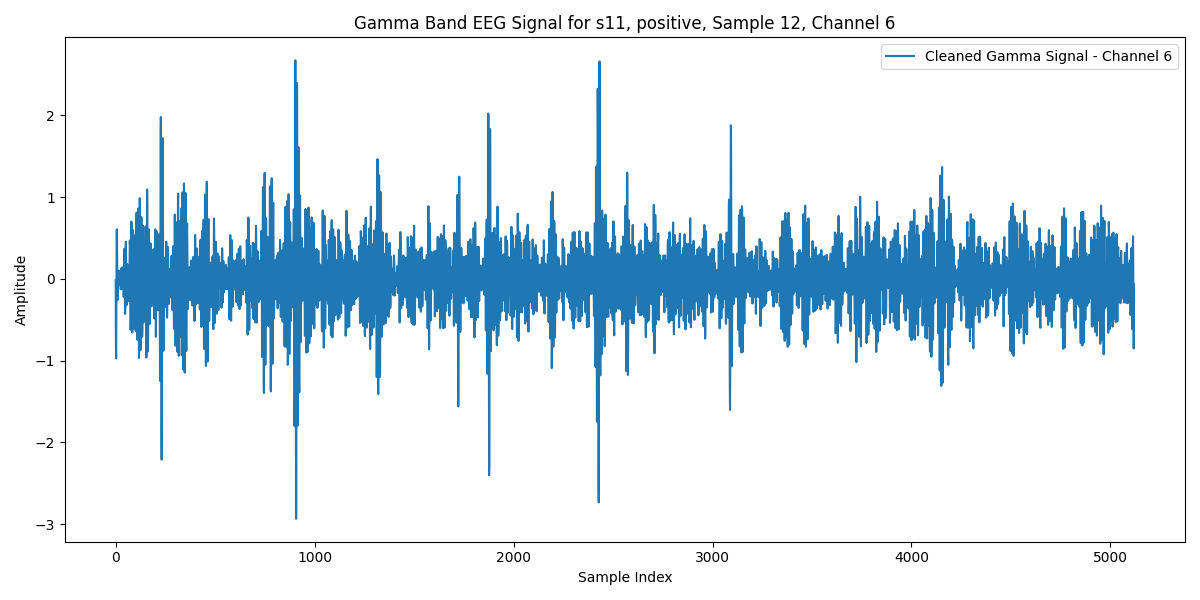 Gamma Band EEG Signal for s11, positive, Sample 12, Channel 6
Cleaned Gamma Signal - Channel 6
Amplitude
2
1
0
−1
−2
−3
0 1000 2000 3000 4000 5000
Sample Index